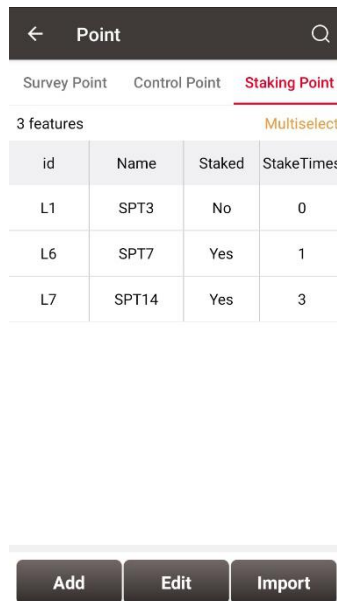 Point
Survey Point Control Point Staking Point
3 features Multiselect
id Name Staked StakeTimes
L1 SPT3 No 0
L6 SPT7 Yes 1
L7 SPT14 Yes 3
Add Edit Import